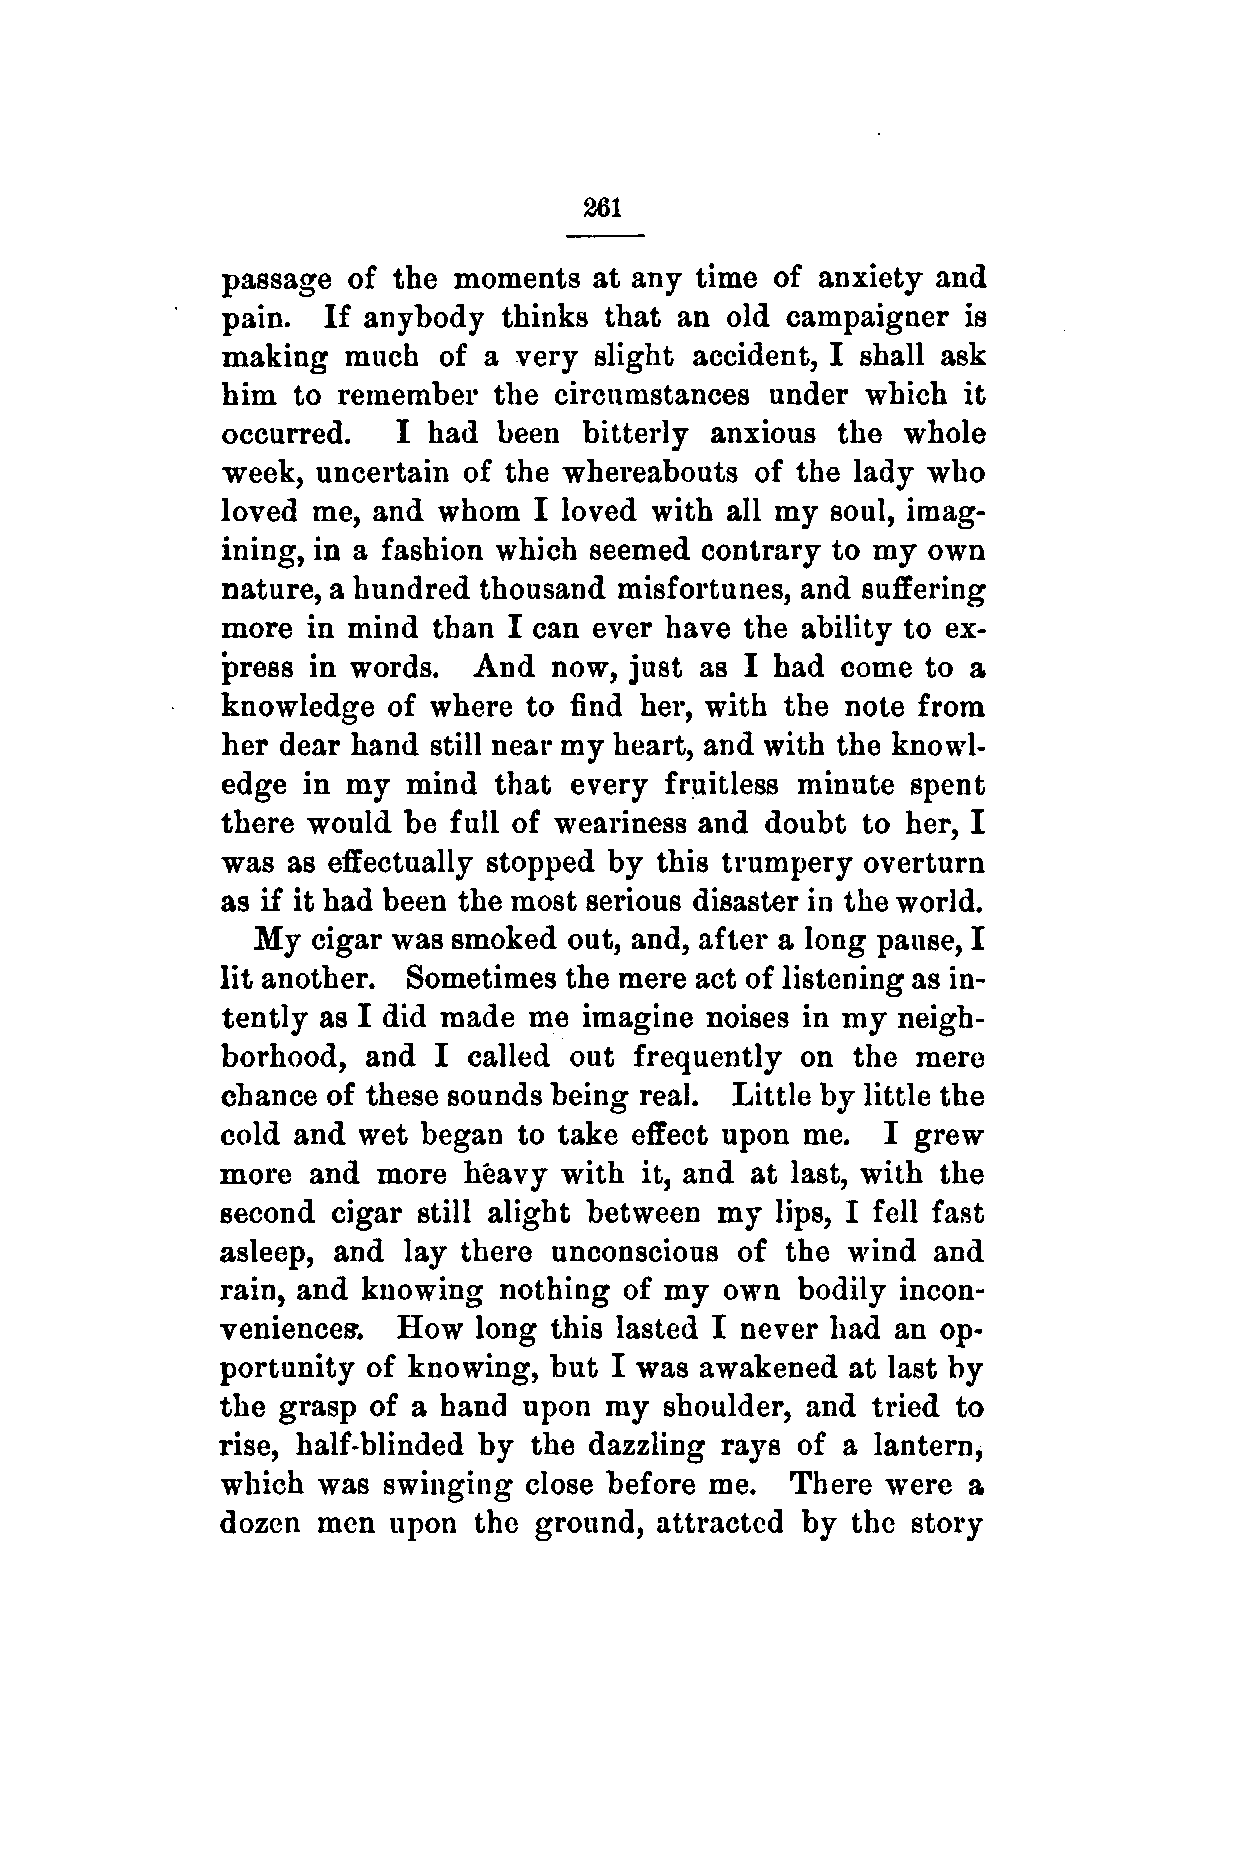 261
passage of the moments at any time of anxiety and
pain. If anybody thinks that an old campaigner is
making much of a very slight accident, I shall ask
him to remember the circumstances under which it
occurred. I had been bitterly anxious the whole
week, uncertain of the whereabouts of the lady who
loved me, and whom I loved with all my soul, imag-
ining, in a fashion which seemed contrary to my own
nature, a hundred thousand misfortunes, and suffering
more in mind than I can ever have the ability to ex-
press in words. And now, just as I had come to a
knowledge of where to find her, with the note from
her dear hand still near my heart, and with the knowl-
edge in my mind that every fruitless minute spent
there would be full of weariness and doubt to her, I
was as effectually stopped by this trumpery overturn
as if it had been the most serious disaster in the world.
My cigar was smoked out, and, after a long pause, I
lit another. Sometimes the mere act of listening as in-
tently as I did made me imagine noises in my neigh-
borhood, and I called out frequently on the mere
chance of these sounds being real. Little by little the
cold and wet began to take effect upon me. I grew
more and more heavy with it, and at last, with the
second cigar still alight between my lips, I fell fast
asleep, and lay there unconscious of the wind and
rain, and knowing nothing of my own bodily incon-
veniences. How long this lasted I never had an op-
portunity of knowing, but I was awakened at last by
the grasp of a hand upon my shoulder, and tried to
rise, half-blinded by the dazzling rays of a lantern,
which was swinging close before me. There were a
dozen men upon the ground, attracted by the story